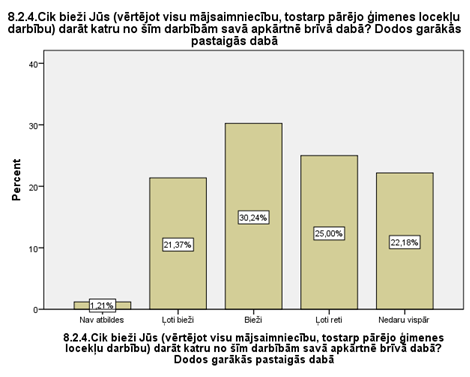 8.2.4.Cik bieži Jūs (vērtējot visu mājsaimniecību, tostarp pārējo ģimenes locekļu
darbību) darāt katru no šīm darbībām savā apkārtnē brīvā dabā? Dodos garākās
pastaigās dabā
40
30
20
10
0
Percent
1,21%
21,37%
30,24%
25,00%
22,18%
Nav atbildes
Ļoti bieži
Bieži
Ļoti reti
Nedaru vispār
8.2.4.Cik bieži Jūs (vērtējot visu mājsaimniecību, tostarp pārējo ģimenes
locekļu darbību) darāt katru no šīm darbībām savā apkārtnē brīvā dabā?
Dodos garākās pastaigās dabā